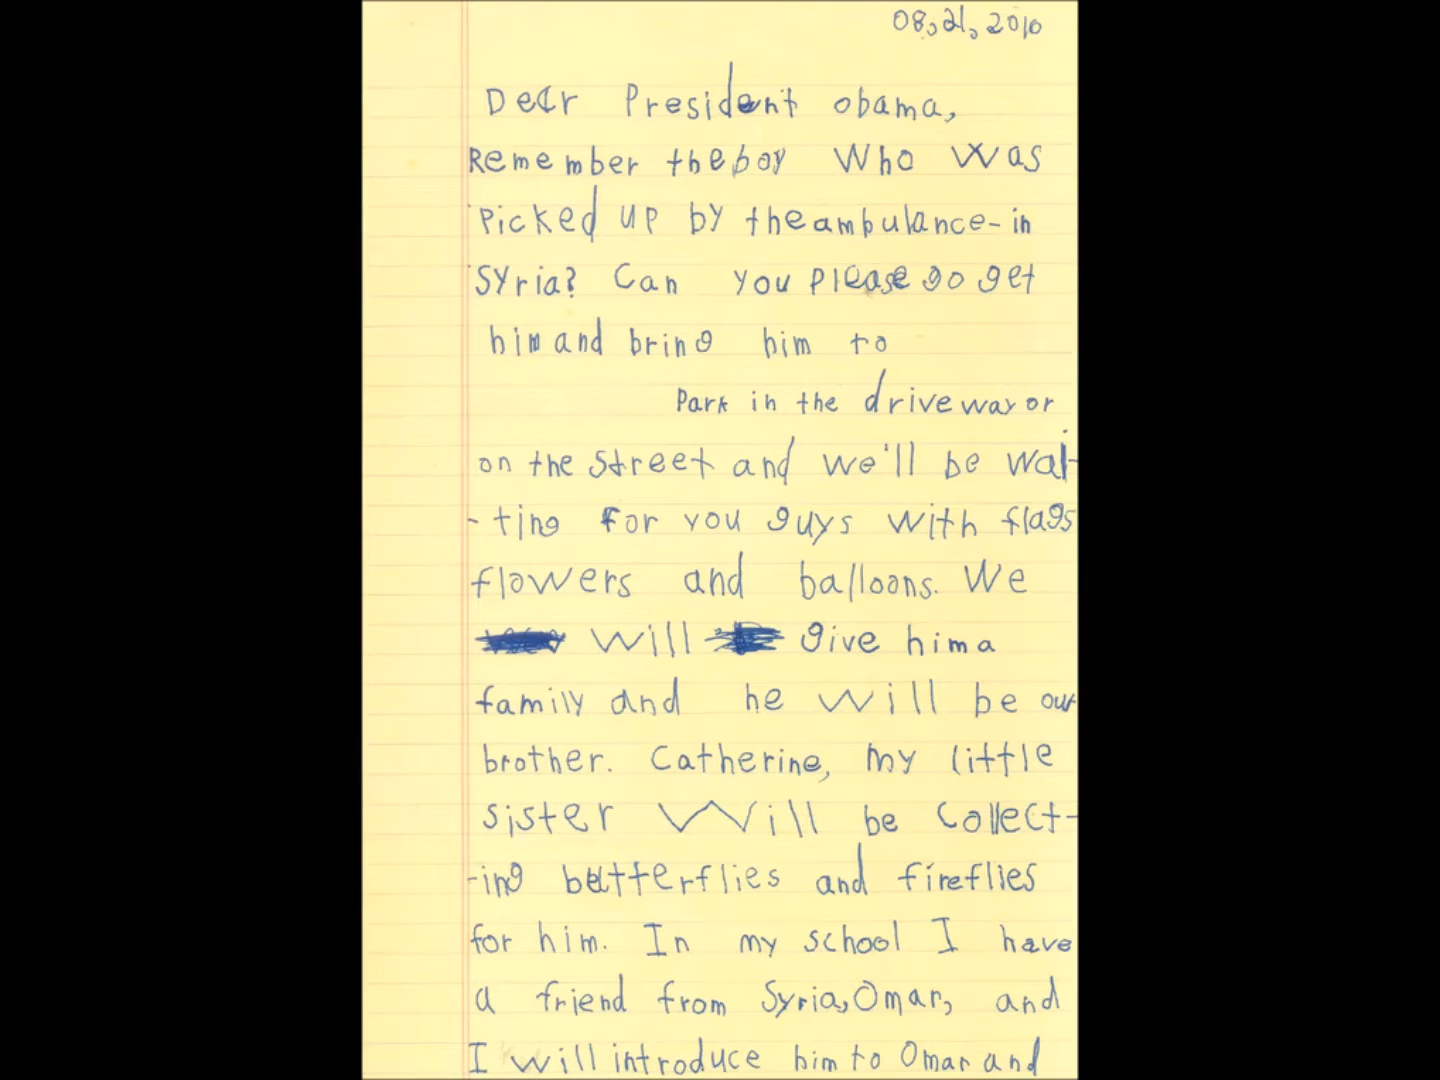 08, 21, 2010
Dear President obama,
Remember the boy who was
picked up by the ambulance-in
Syria? Can you please go get
him and bring him to
Park in the driveway or
on the street and we'll be wai-
-ting for you guys with flags
flowers and balloons. We
will give him a
family and he will be our
brother. Catherine, my little
sister will be collect-
-ing butterflies and fireflies
for him. In my school I have
a friend from Syria, Omar, and
I will introduce him to Omar and